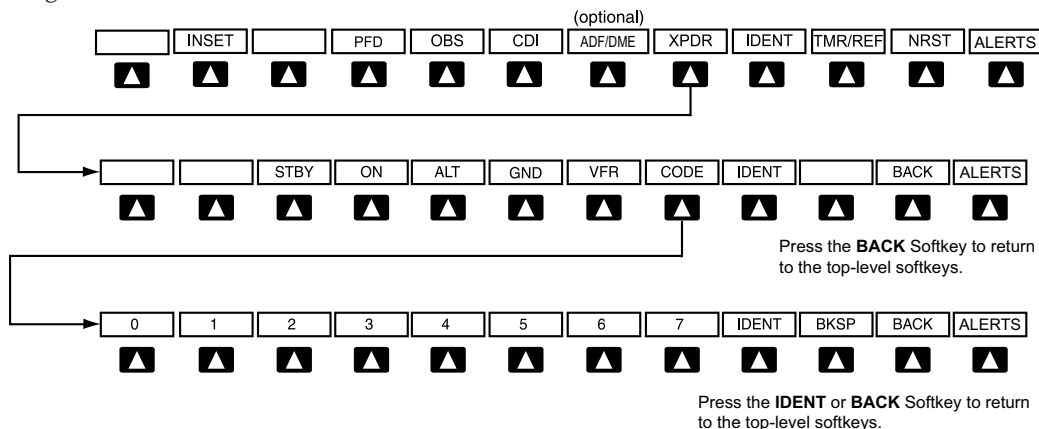 (optional)
INSET PFD OBS CDI ADF/DME XPDR IDENT TMR/REF NRST ALERTS
STBY ON ALT GND VFR CODE IDENT BACK ALERTS
Press the BACK Softkey to return
to the top-level softkeys.
0 1 2 3 4 5 6 7 IDENT BKSP BACK ALERTS
Press the IDENT or BACK Softkey to return
to the top-level softkeys.